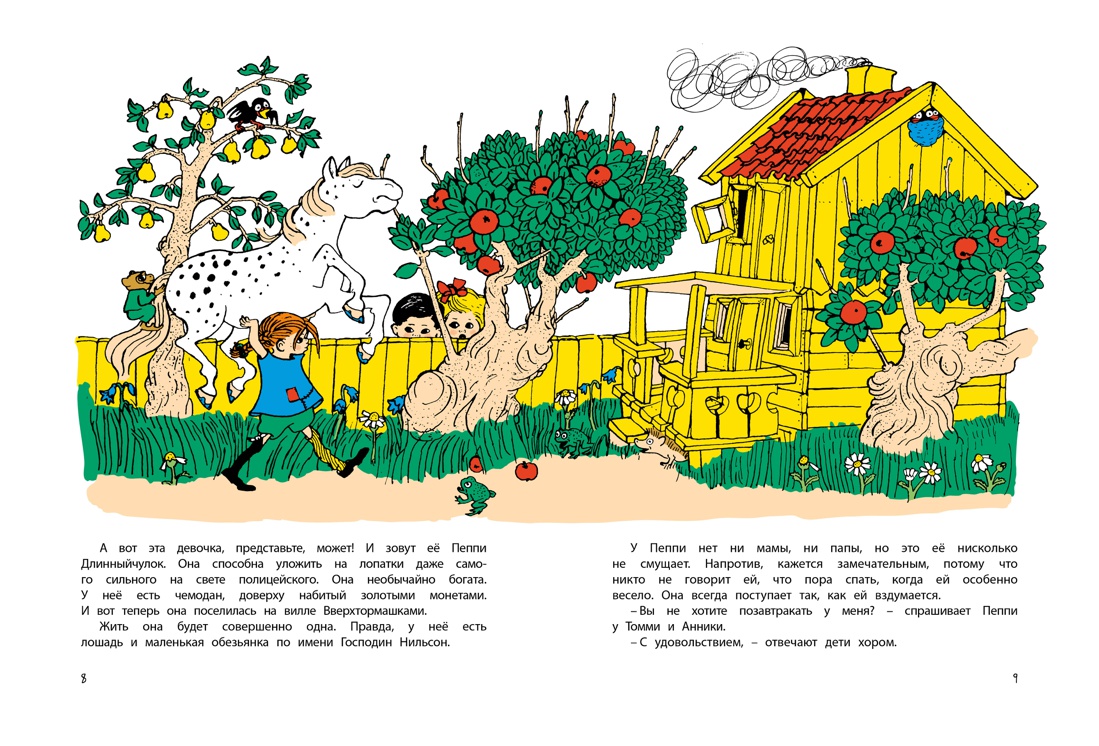 А вот эта девочка, представьте, может! И зовут её Пеппи
Длинныйчулок. Она способна уложить на лопатки даже само-
го сильного на свете полицейского. Она необычайно богата.
У неё есть чемодан, доверху набитый золотыми монетами.
И вот теперь она поселилась на вилле Вверхтормашками.
Жить она будет совершенно одна. Правда, у неё есть
лошадь и маленькая обезьянка по имени Господин Нильсон.
8
У Пеппи нет ни мамы, ни папы, но это её нисколько
не смущает. Напротив, кажется замечательным, потому что
никто не говорит ей, что пора спать, когда ей особенно
весело. Она всегда поступает так, как ей вздумается.
– Вы не хотите позавтракать у меня? – спрашивает Пеппи
у Томми и Анники.
– С удовольствием, – отвечают дети хором.
9